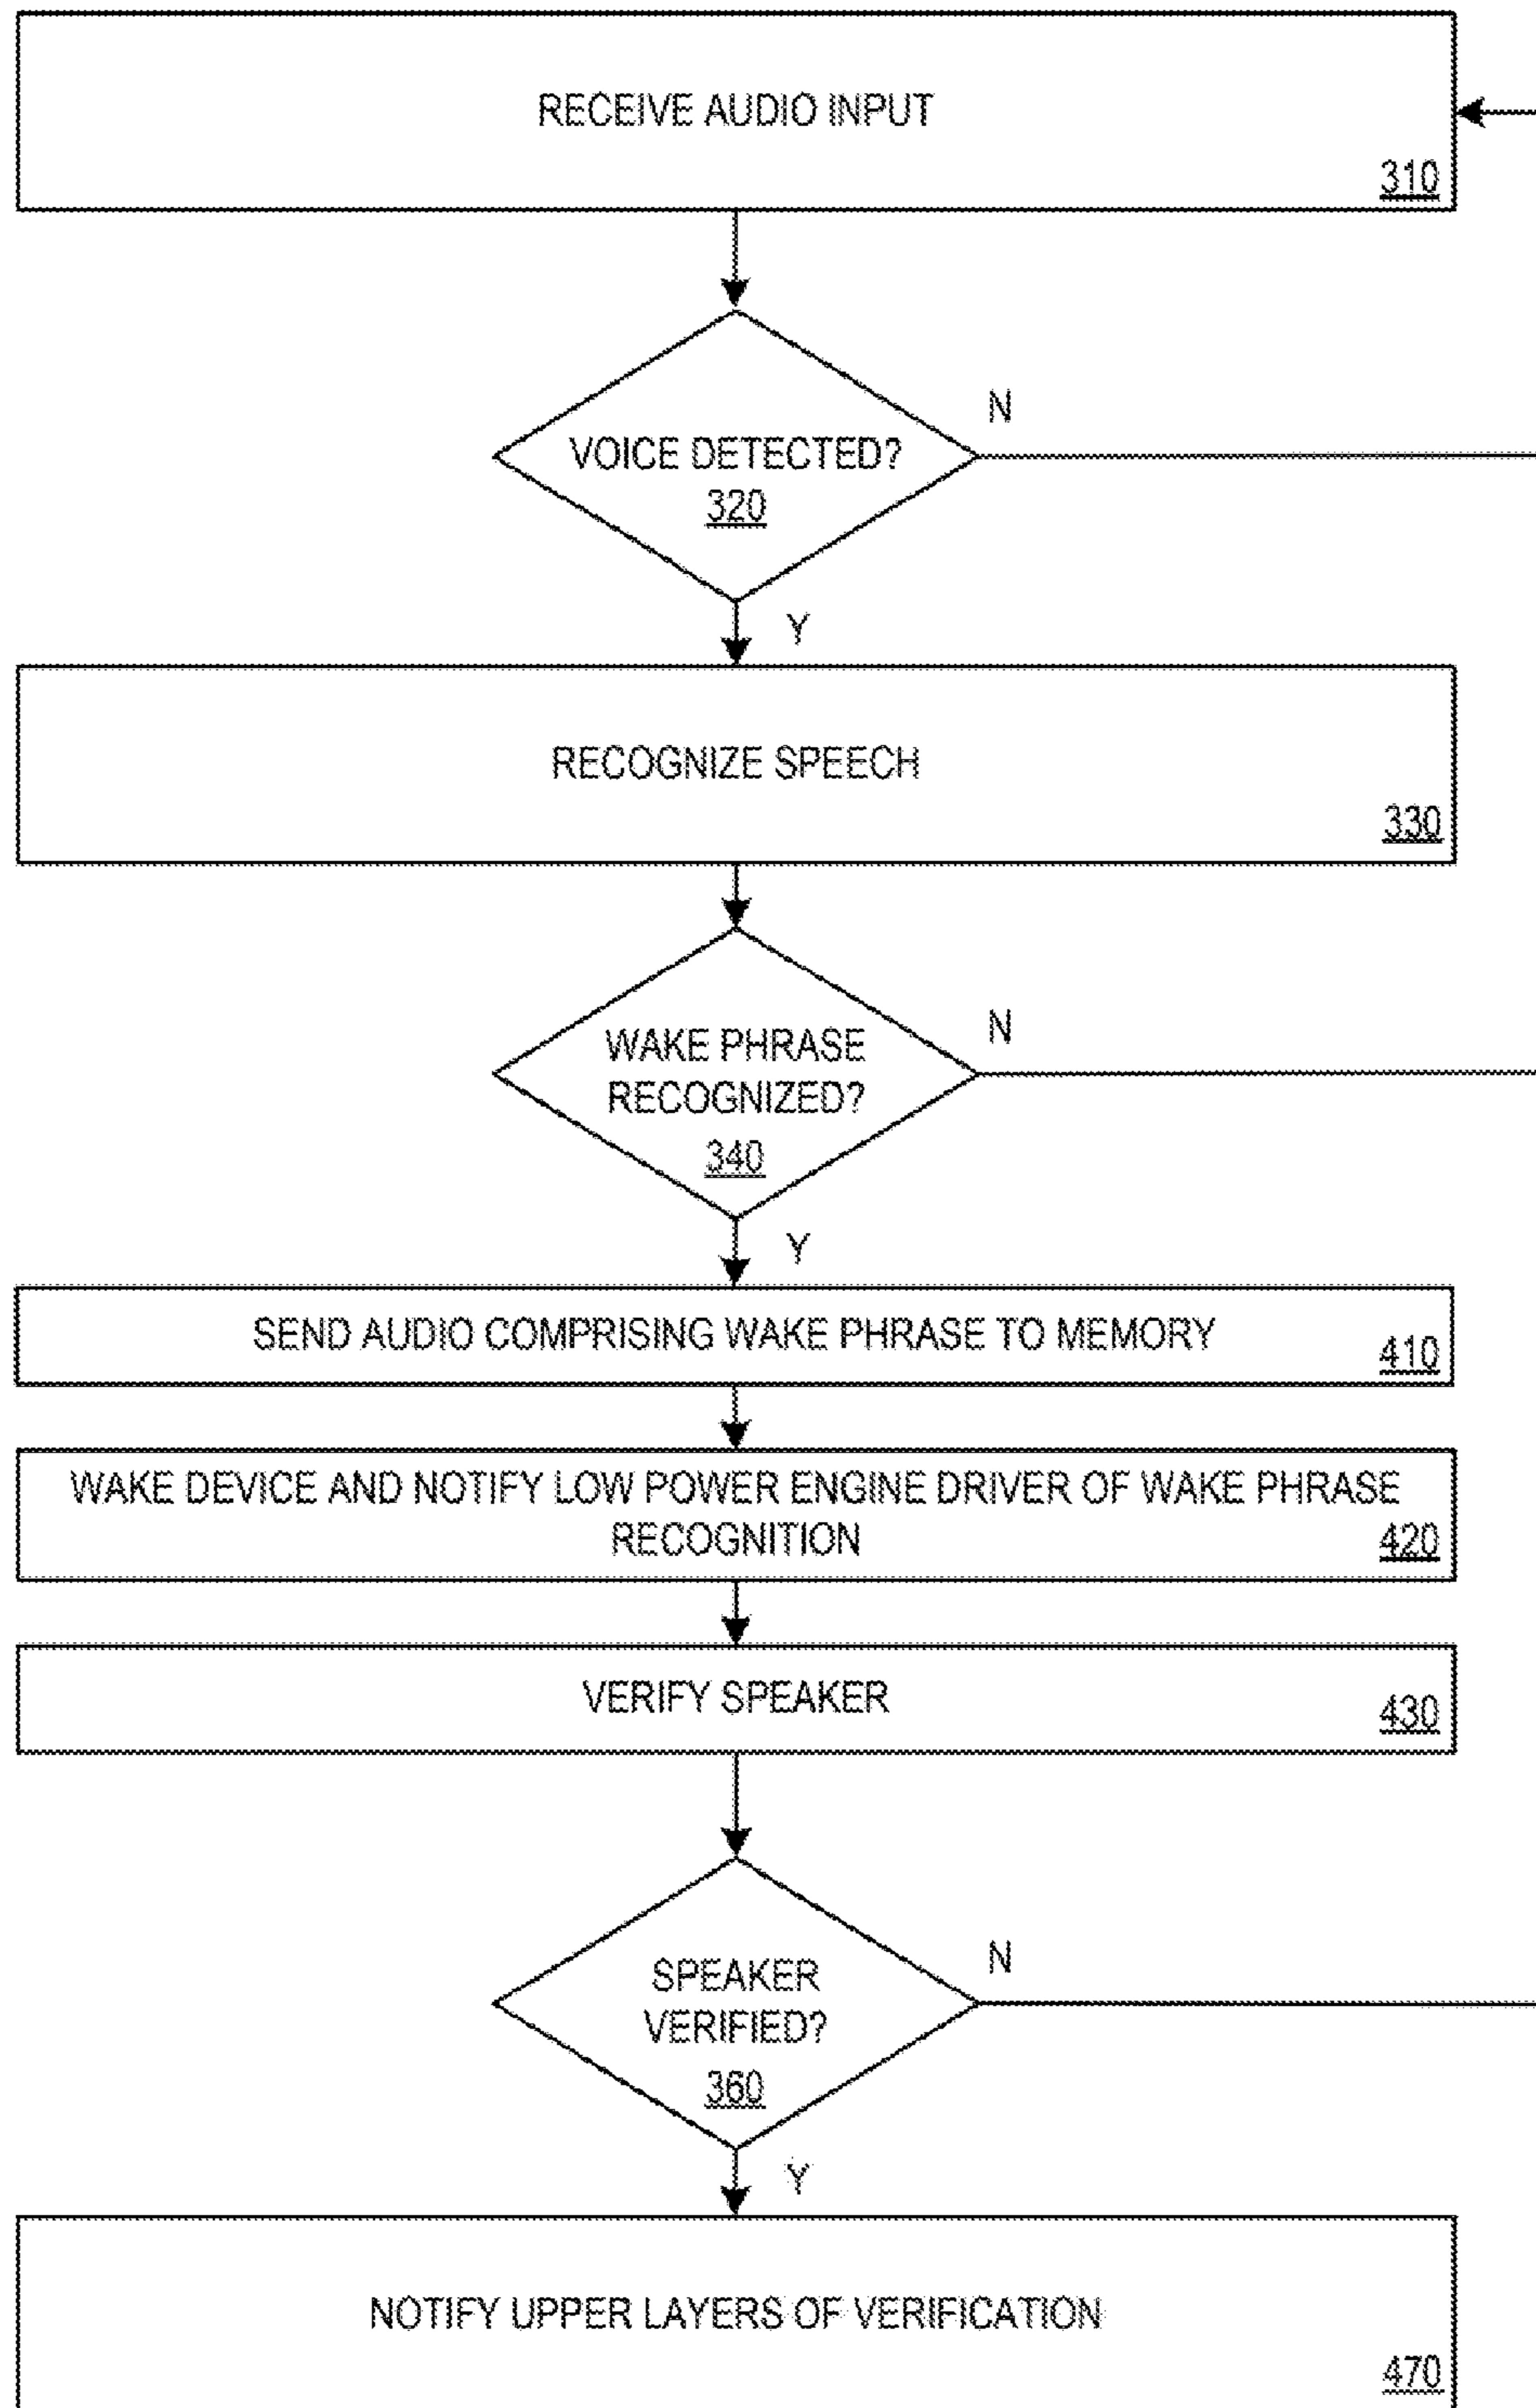 RECEIVE AUDIO INPUT
310
VOICE DETECTED?
320
N
Y
RECOGNIZE SPEECH
330
WAKE PHRASE
RECOGNIZED?
340
N
Y
SEND AUDIO COMPRISING WAKE PHRASE TO MEMORY
410
WAKE DEVICE AND NOTIFY LOW POWER ENGINE DRIVER OF WAKE PHRASE
RECOGNITION
420
VERIFY SPEAKER
430
SPEAKER
VERIFIED?
360
N
Y
NOTIFY UPPER LAYERS OF VERIFICATION
470